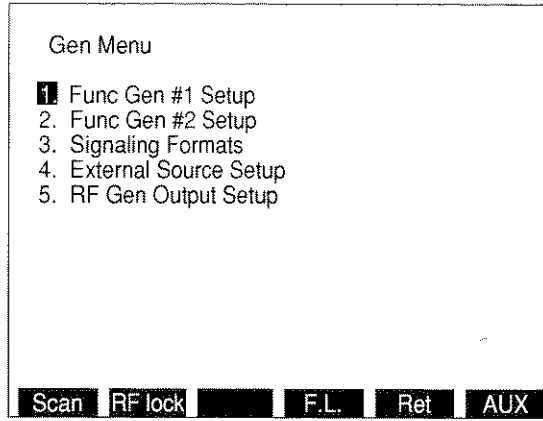 Gen Menu
1. Func Gen #1 Setup
2. Func Gen #2 Setup
3. Signaling Formats
4. External Source Setup
5. RF Gen Output Setup
Scan RF lock F.L. Ret AUX